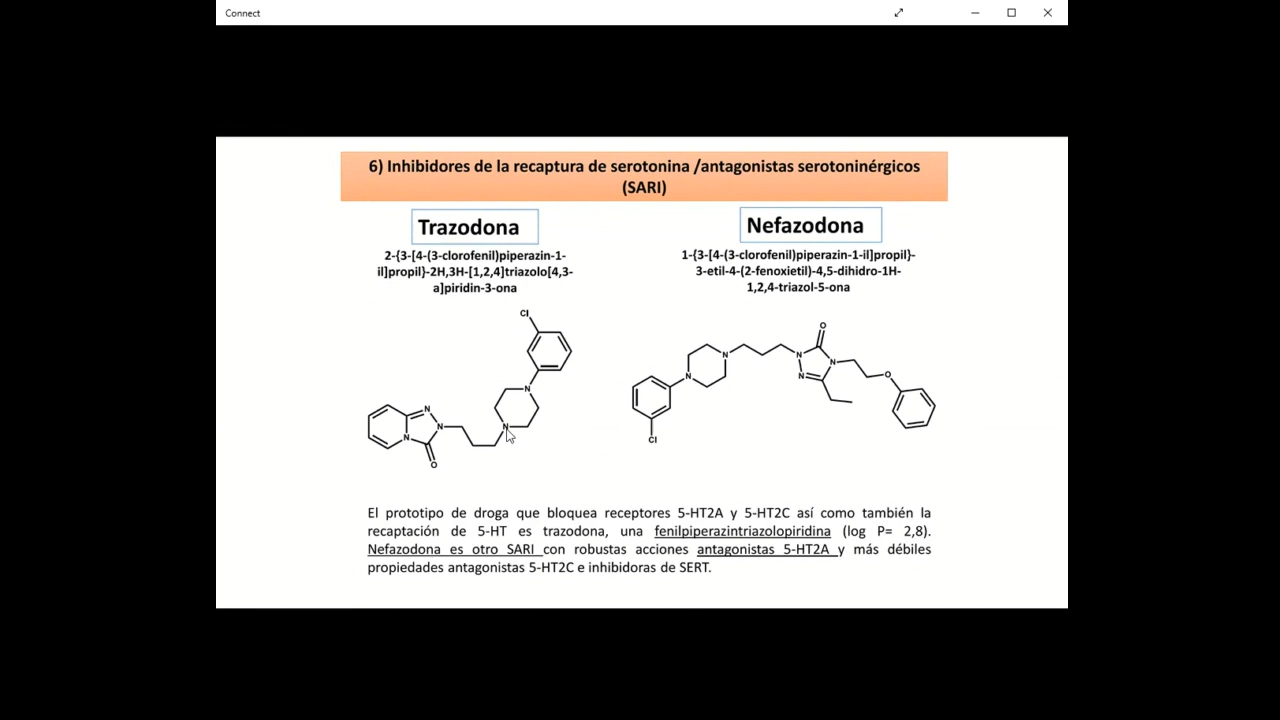 Connect
6) Inhibidores de la recaptura de serotonina /antagonistas serotoninérgicos
(SARI)
Trazodona
2-{3-[4-(3-clorofenil)piperazin-1-
il]propil}-2H,3H-[1,2,4]triazolo[4,3-
a]piridin-3-ona
Nefazodona
1-{3-[4-(3-clorofenil)piperazin-1-il]propil}-
3-etil-4-(2-fenoxietil)-4,5-dihidro-1H-
1,2,4-triazol-5-ona
Cl
N
N
N
N
N
O
O
N
N
N
N
N
O
Cl
El prototipo de droga que bloquea receptores 5-HT2A y 5-HT2C así como también la
recaptación de 5-HT es trazodona, una fenilpiperazintriazolopiridina (log P= 2,8).
Nefazodona es otro SARI con robustas acciones antagonistas 5-HT2A y más débiles
propiedades antagonistas 5-HT2C e inhibidoras de SERT.